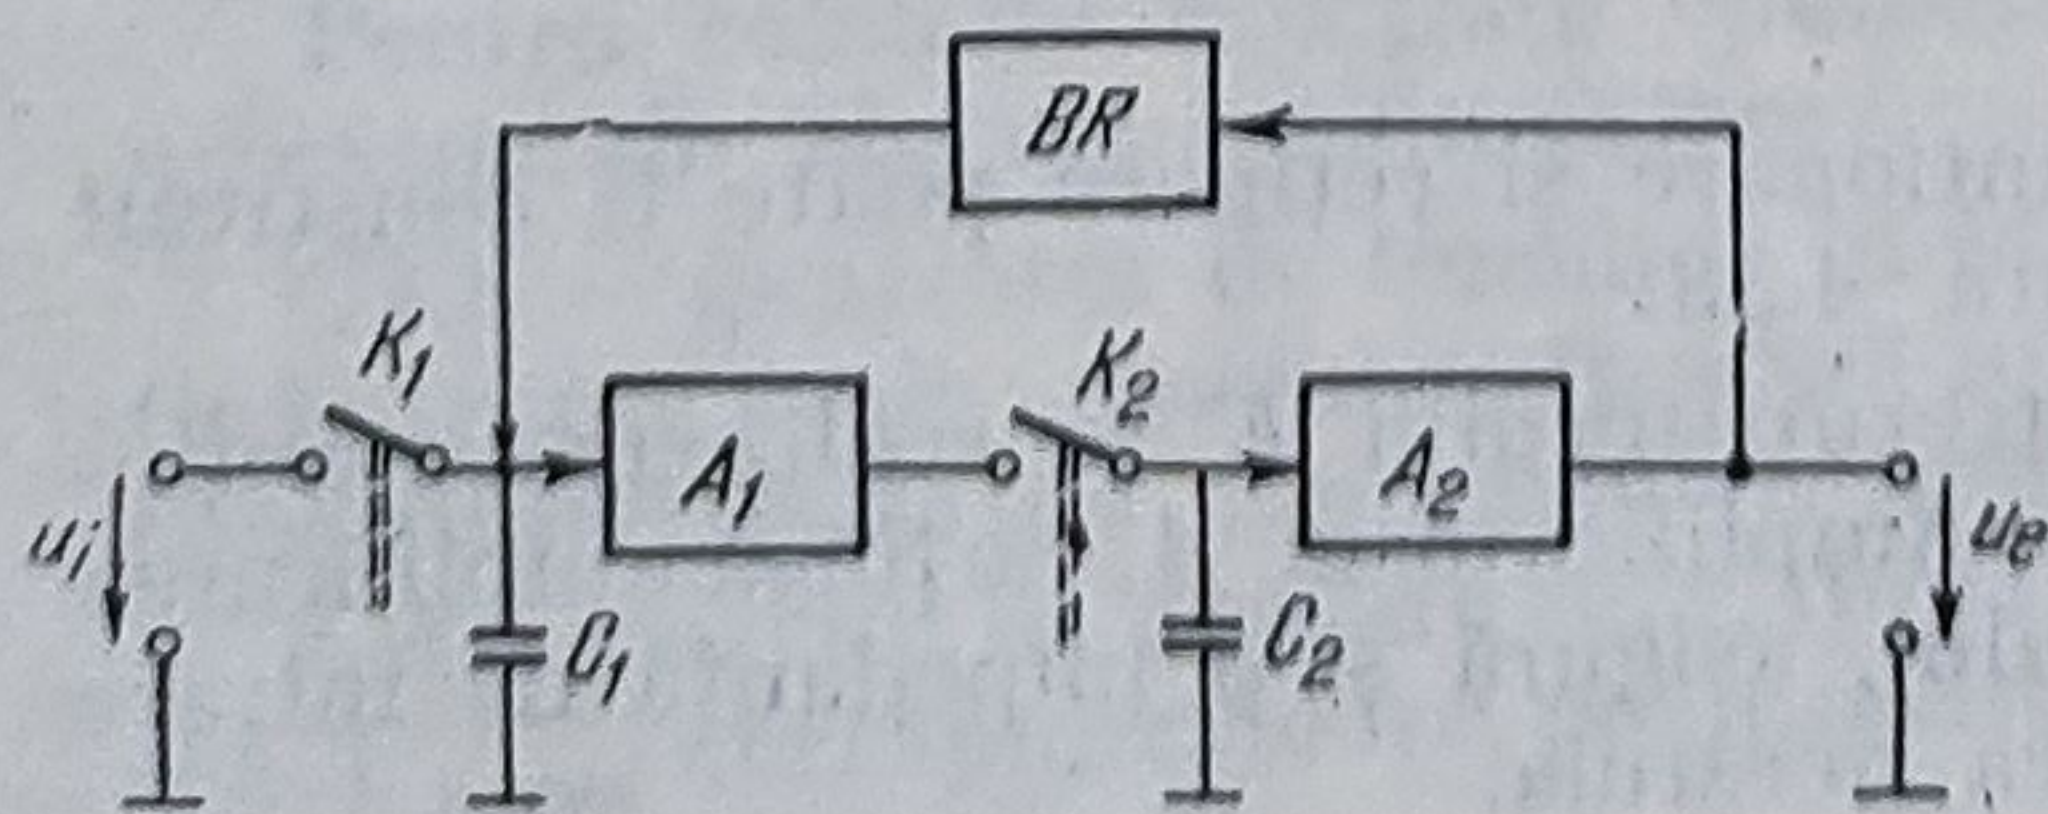 BR
K₁
K₂
A₁
A₂
uᵢ
uₑ
C₁
C₂